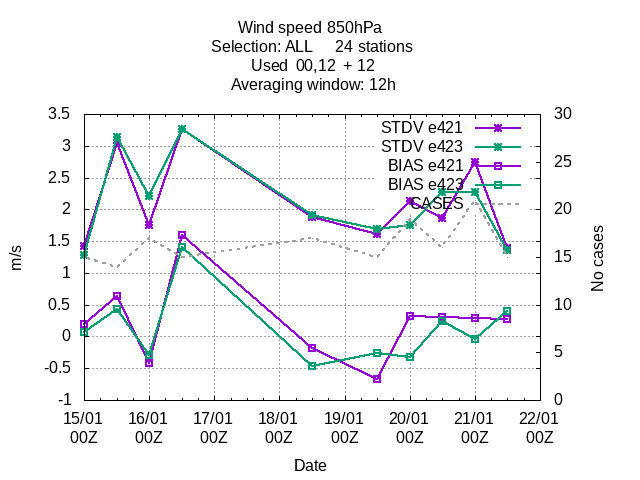 Wind speed 850hPa
Selection: ALL 24 stations
Used 00,12 + 12
Averaging window: 12h
3.5
3
2.5
2
1.5
1
0.5
0
-0.5
-1
m/s
30
25
20
15
10
5
0
No cases
STDV e421
STDV e423
BIAS e421
BIAS e423
CASES
15/01 16/01 17/01 18/01 19/01 20/01 21/01 22/01
00Z 00Z 00Z 00Z 00Z 00Z 00Z 00Z
Date